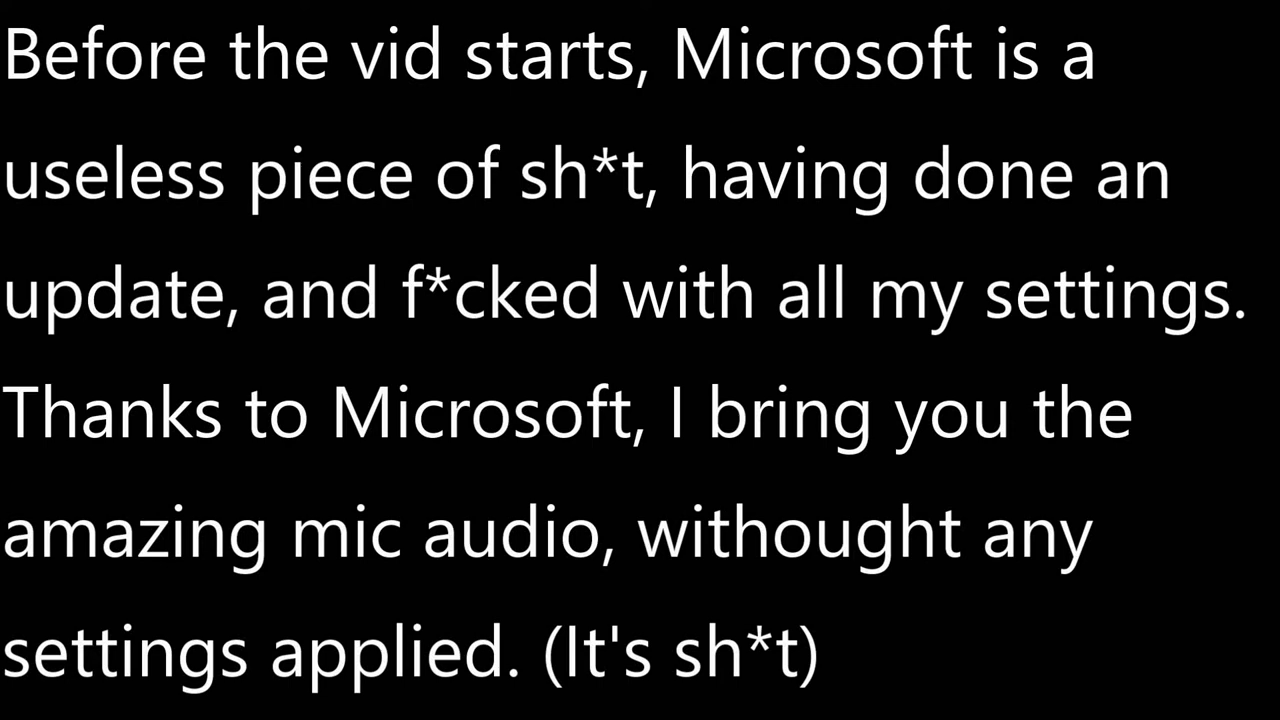 Before the vid starts, Microsoft is a
useless piece of sh*t, having done an
update, and f*cked with all my settings.
Thanks to Microsoft, I bring you the
amazing mic audio, withought any
settings applied. (It's sh*t)